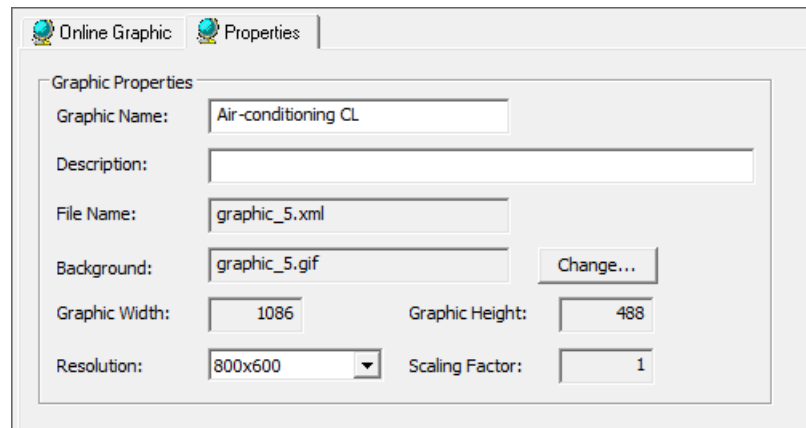 Online Graphic Properties
Graphic Properties
Graphic Name: Air-conditioning CL
Description:
File Name: graphic_5.xml
Background: graphic_5.gif Change...
Graphic Width: 1086 Graphic Height: 488
Resolution: 800x600 Scaling Factor: 1